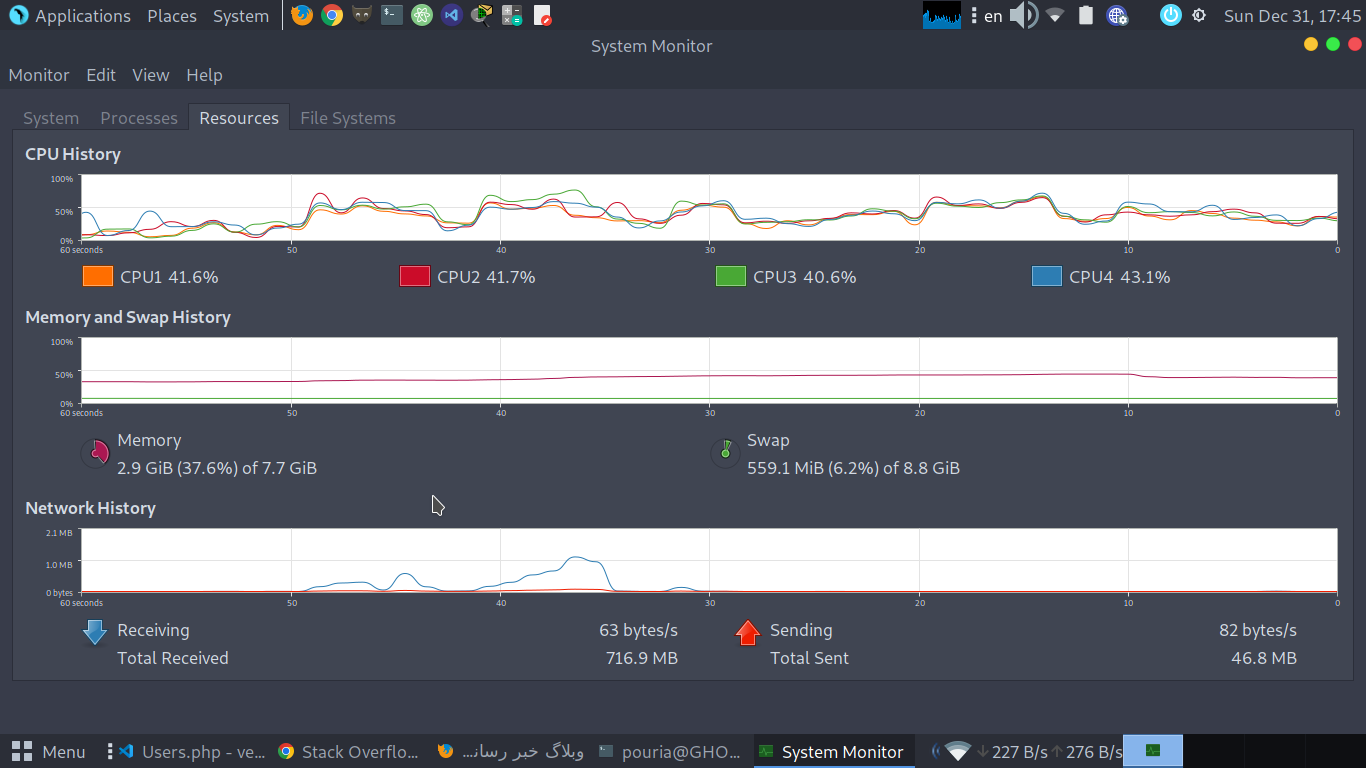 Applications Places System en Sun Dec 31, 17:45
System Monitor
Monitor Edit View Help
System Processes Resources File Systems
CPU History
100%
50%
0%
60 seconds 50 40 30 20 10 0
CPU1 41.6% CPU2 41.7% CPU3 40.6% CPU4 43.1%
Memory and Swap History
100%
50%
0%
60 seconds 50 40 30 20 10 0
Memory Swap
2.9 GiB (37.6%) of 7.7 GiB 559.1 MiB (6.2%) of 8.8 GiB
Network History
2.1 MB
1.0 MB
0 bytes
60 seconds 50 40 30 20 10 0
Receiving 63 bytes/s Sending 82 bytes/s
Total Received 716.9 MB Total Sent 46.8 MB
Menu Users.php - ve... Stack Overflo... وبلاگ خبر رسان... pouria@GHO... System Monitor 227 B/s 276 B/s